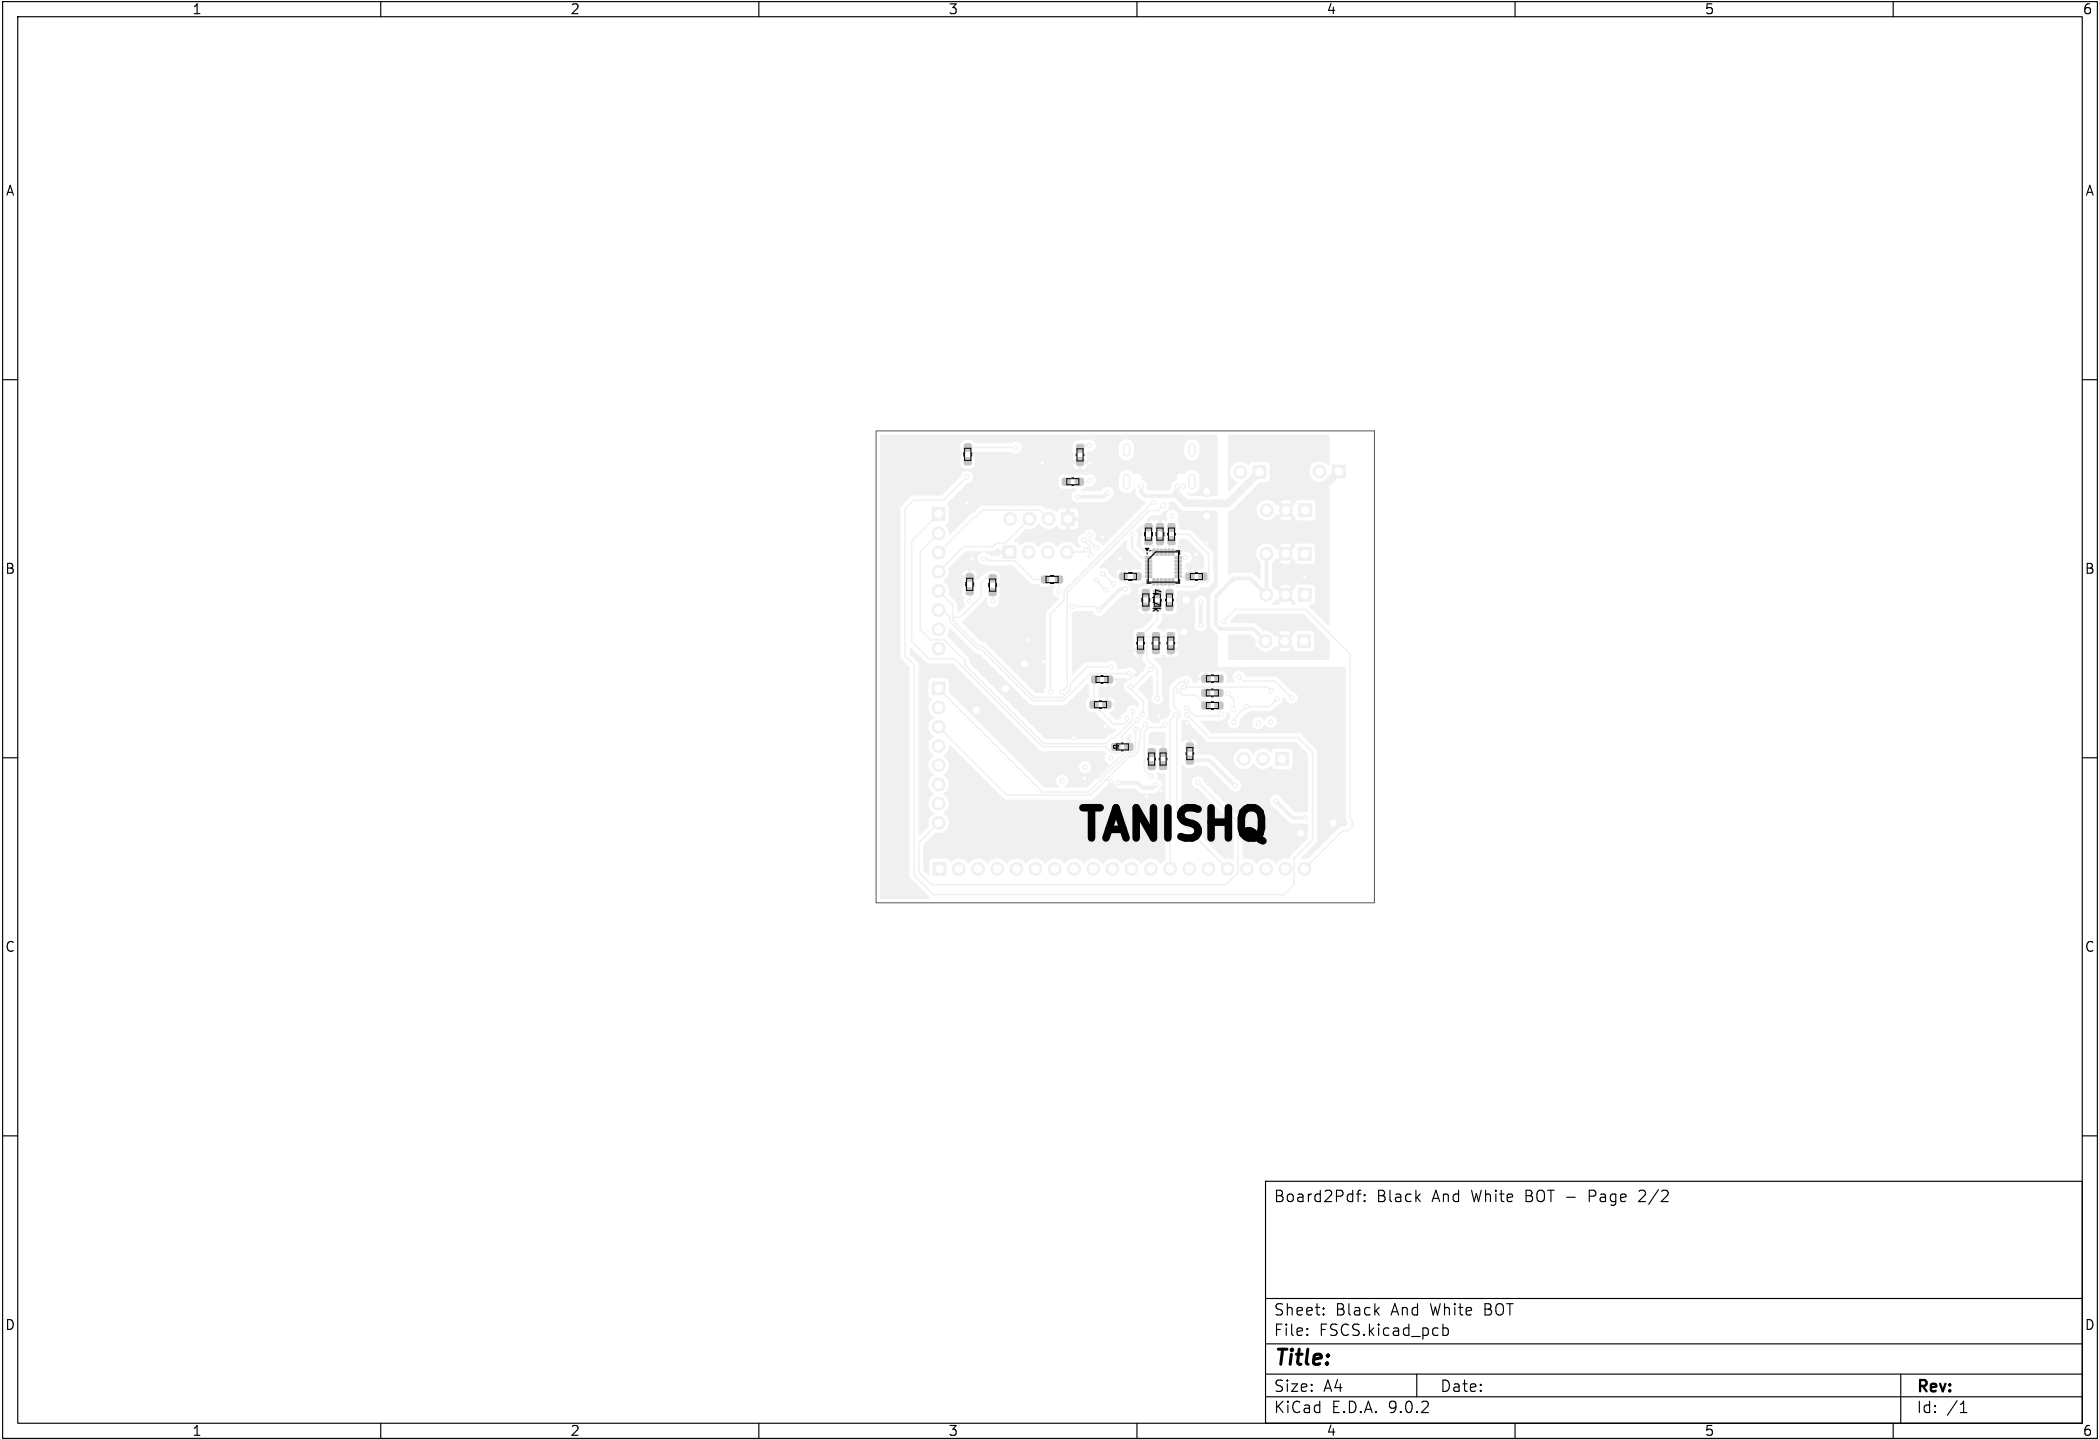 1 2 3 4 5 6
A A
B B
4.7k
TANISHQ
C C
Board2Pdf: Black And White BOT – Page 2/2
Sheet: Black And White BOT
File: FSCS.kicad_pcb
D D
Title:
Size: A4 Date: Rev:
KiCad E.D.A. 9.0.2 Id: /1
1 2 3 4 5 6